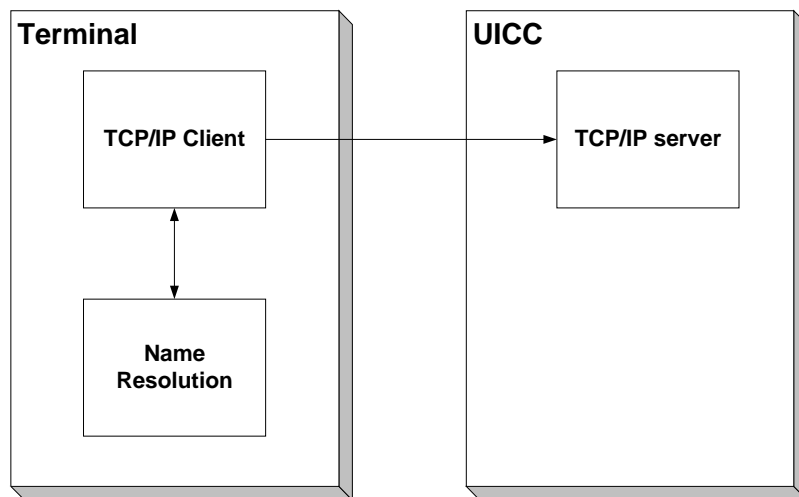 Terminal
UICC
TCP/IP Client
TCP/IP server
Name
Resolution